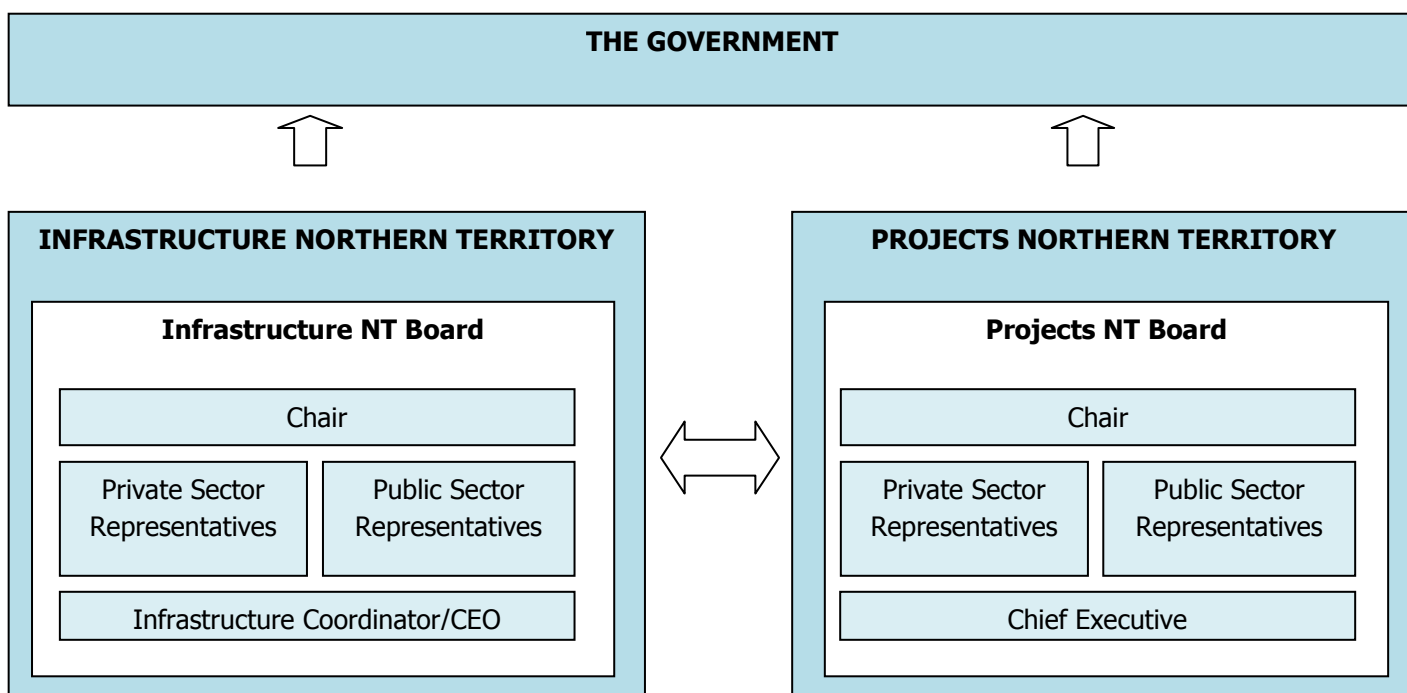 THE GOVERNMENT
INFRASTRUCTURE NORTHERN TERRITORY
Infrastructure NT Board
Chair
Private Sector
Representatives
Public Sector
Representatives
Infrastructure Coordinator/CEO
PROJECTS NORTHERN TERRITORY
Projects NT Board
Chair
Private Sector
Representatives
Public Sector
Representatives
Chief Executive